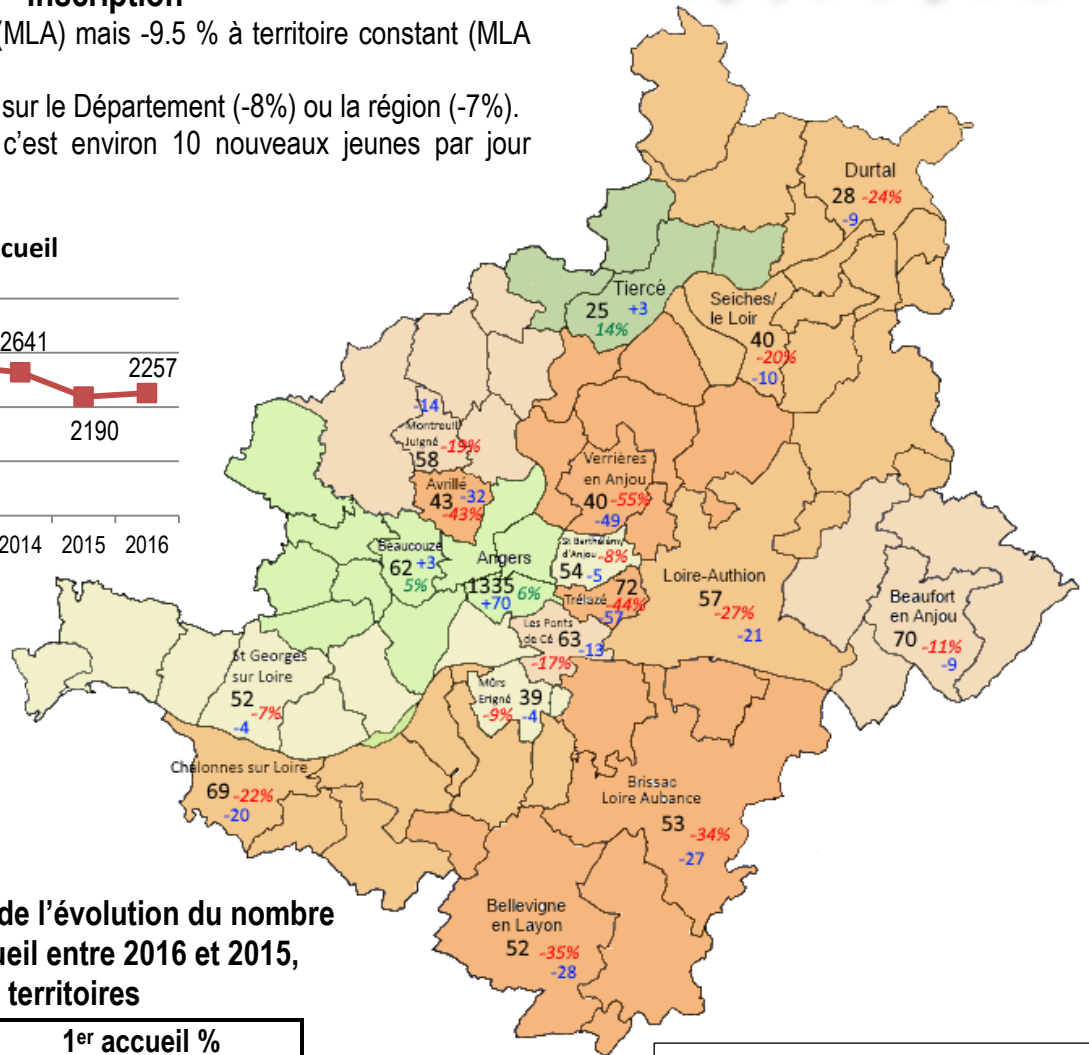 Inscription
(MLA) mais -9.5 % à territoire constant (MLA
sur le Département (-8%) ou la région (-7%).
c'est environ 10 nouveaux jeunes par jour
cueil
2641
2190
2257
2014 2015 2016
Durtal
28 -24%
-9
Tiercé
25 +3
14%
Seiches/
le Loir
40
-20%
-10
-14
Montreuil
Juigné -19%
58
Avrillé
43 -32
-43%
Verrières
en Anjou
40 -55%
-49
Beaucouzé
62 +3
5%
Angers
1335 6%
+70
St Barthélémy
d'Anjou -8%
54 -5
72
Trélazé -44%
-57
Loire-Authion
57
-27%
-21
Beaufort
en Anjou
70 -11%
-9
Les Ponts
de Cé 63
-13
-17%
St Georges
sur Loire
52
-7%
-4
Mûrs
Erigné 39
-9% -4
Chalonnes sur Loire
69 -22%
-20
Brissac
Loire Aubance
53
-34%
-27
Bellevigne
en Layon
52 -35%
-28
de l'évolution du nombre
ueil entre 2016 et 2015,
territoires
1er accueil %